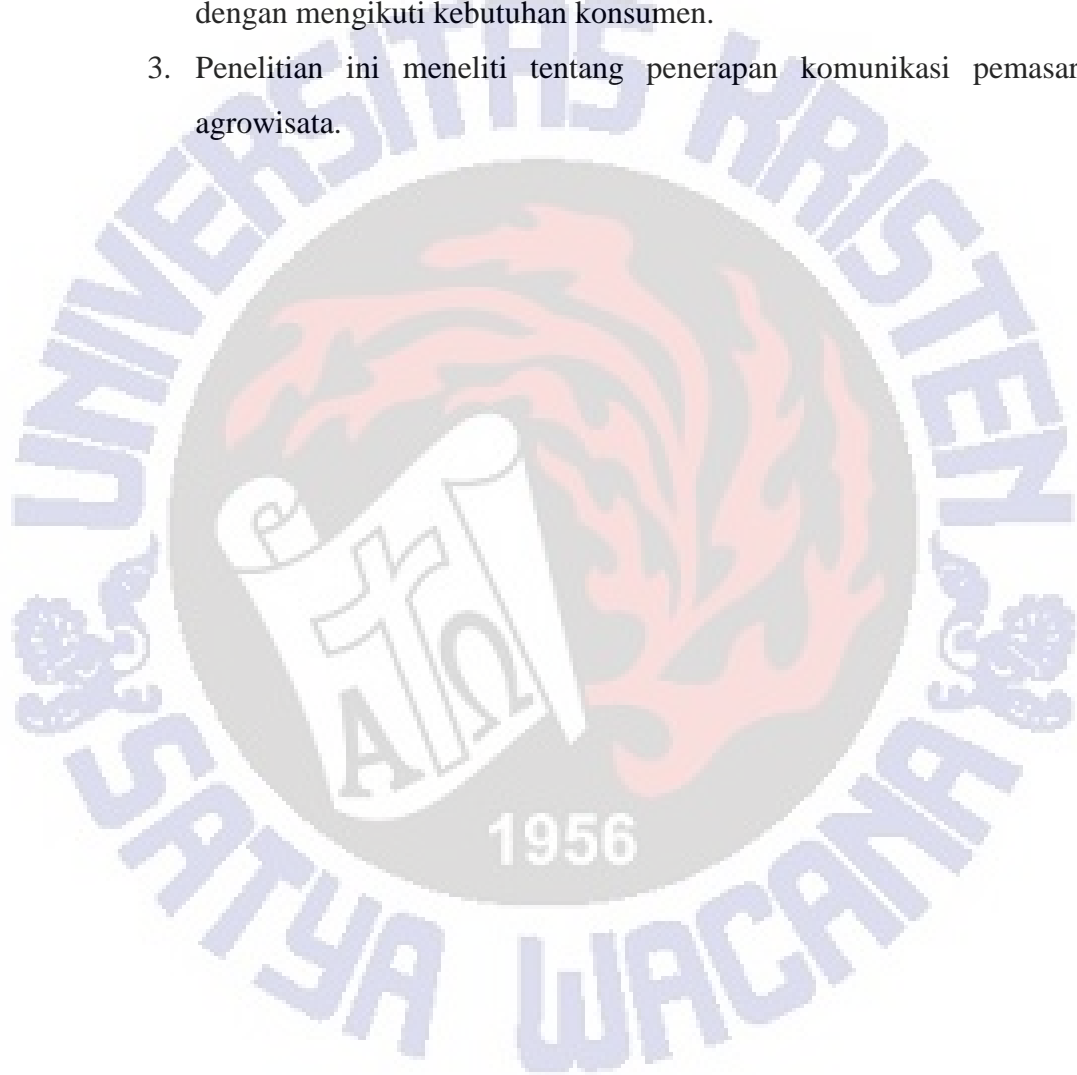 dengan mengikuti kebutuhan konsumen.
3. Penelitian ini meneliti tentang penerapan komunikasi pemasar
agrowisata.
UNIVERSITAS KRISTEN
Α Ω
1956
SATYA WACANA